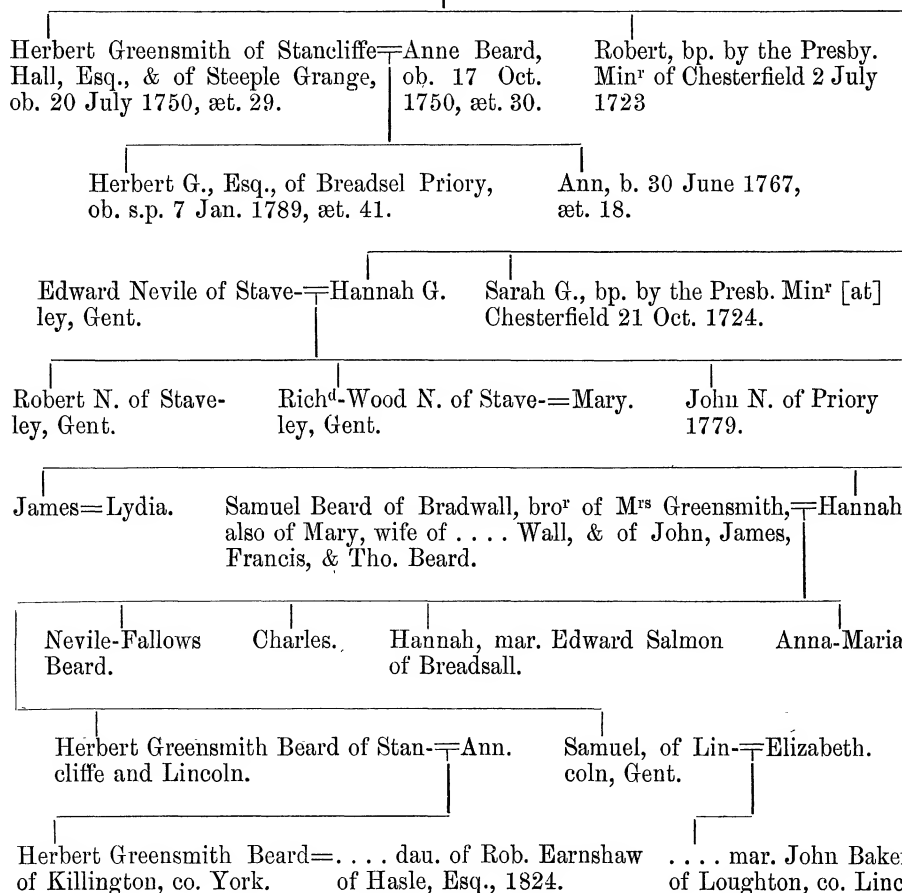 Herbert Greensmith of Stancliffe=Anne Beard,
Hall, Esq., & of Steeple Grange, ob. 17 Oct.
ob. 20 July 1750, æt. 29. 1750, æt. 30.
Robert, bp. by the Presby.
Minʳ of Chesterfield 2 July
1723
Herbert G., Esq., of Breadsel Priory,
ob. s.p. 7 Jan. 1789, æt. 41.
Ann, b. 30 June 1767,
æt. 18.
Edward Nevile of Stave-=Hannah G.
ley, Gent.
Sarah G., bp. by the Presb. Minʳ [at]
Chesterfield 21 Oct. 1724.
Robert N. of Stave-
ley, Gent.
Richᵈ-Wood N. of Stave-=Mary.
ley, Gent.
John N. of Priory
1779.
James=Lydia.
Samuel Beard of Bradwall, broʳ of Mʳˢ Greensmith,=Hannah
also of Mary, wife of .... Wall, & of John, James,
Francis, & Tho. Beard.
Nevile-Fallows
Beard.
Charles.
Hannah, mar. Edward Salmon
of Breadsall.
Anna-Maria
Herbert Greensmith Beard of Stan-=Ann.
cliffe and Lincoln.
Samuel, of Lin-=Elizabeth.
coln, Gent.
Herbert Greensmith Beard=.... dau. of Rob. Earnshaw
of Killington, co. York. of Hasle, Esq., 1824.
.... mar. John Baker
of Loughton, co. Linc